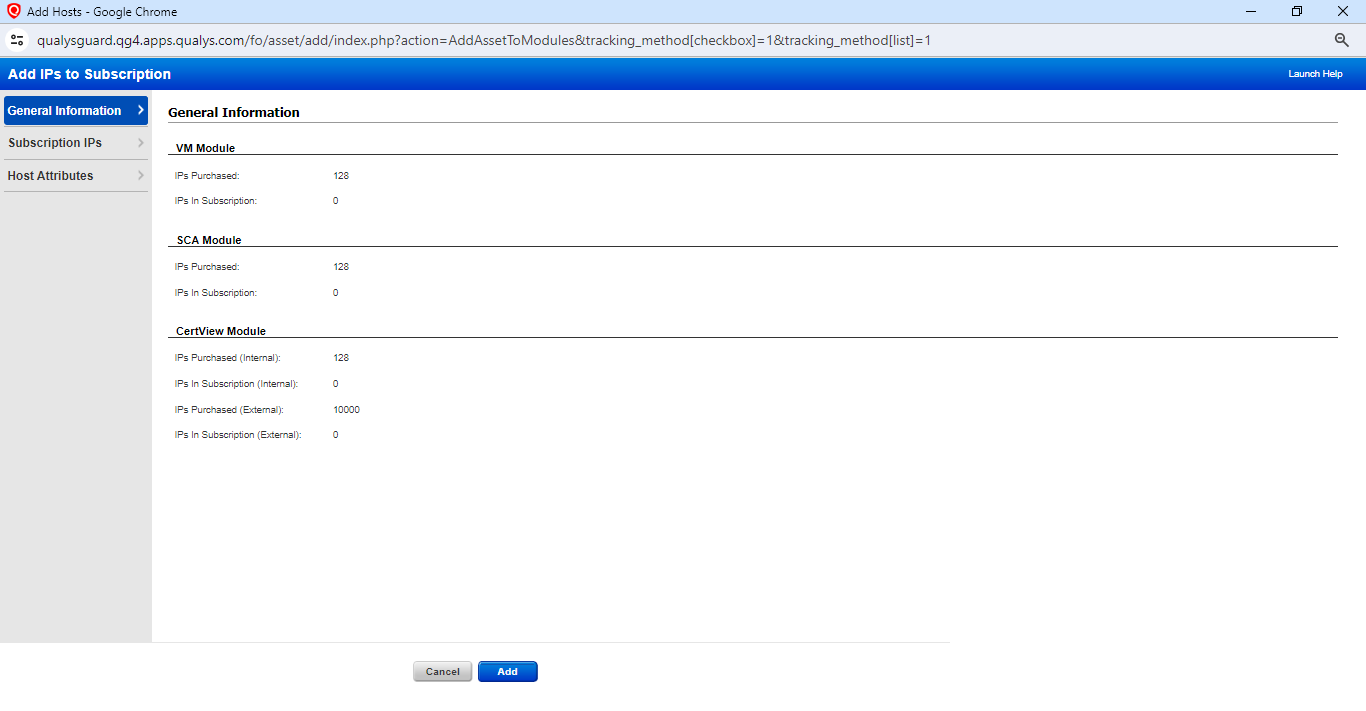 Add Hosts - Google Chrome
qualysguard.qg4.apps.qualys.com/fo/asset/add/index.php?action=AddAssetToModules&tracking_method[checkbox]=1&tracking_method[list]=1
Add IPs to Subscription
Launch Help
General Information
Subscription IPs
Host Attributes
General Information
VM Module
IPs Purchased: 128
IPs In Subscription: 0
SCA Module
IPs Purchased: 128
IPs In Subscription: 0
CertView Module
IPs Purchased (Internal): 128
IPs In Subscription (Internal): 0
IPs Purchased (External): 10000
IPs In Subscription (External): 0
Cancel
Add